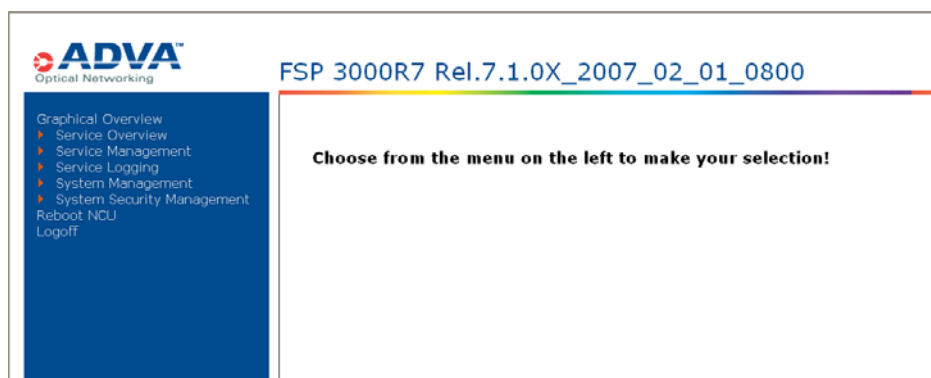 ADVA™
Optical Networking
FSP 3000R7 Rel.7.1.0X_2007_02_01_0800
Graphical Overview
Service Overview
Service Management
Service Logging
System Management
System Security Management
Reboot NCU
Logoff
Choose from the menu on the left to make your selection!